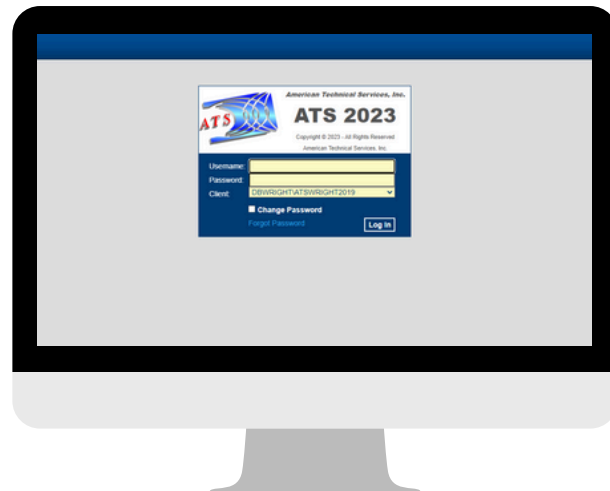 American Technical Services, Inc.
ATS
ATS 2023
Copyright © 2023 - All Rights Reserved
American Technical Services, Inc.
Username:
Password:
Client: DBWRIGHT\ATSWRIGHT2019
Change Password
Forgot Password Log In